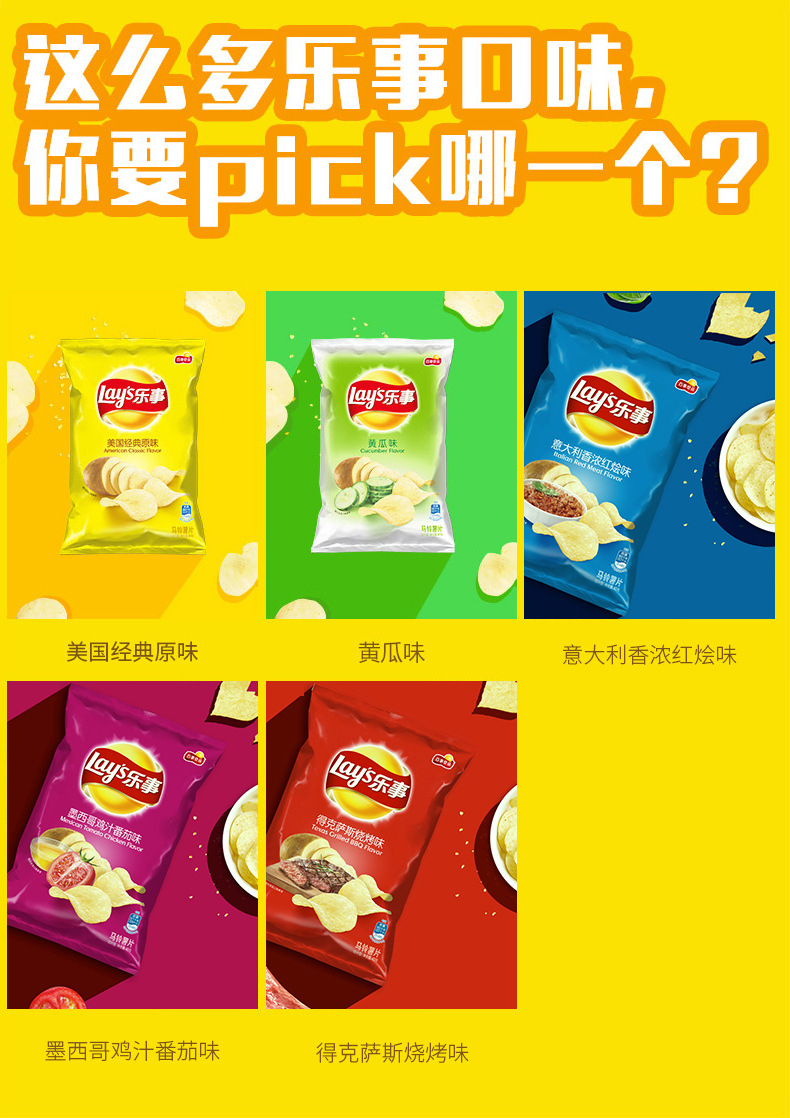 这么多乐事口味,
你要pick哪一个?
Lay's乐事
美国经典原味
American Classic Flavor
马铃薯片
Lay's乐事
黄瓜味
Cucumber Flavor
马铃薯片
Lay's乐事
意大利香浓红烩味
Italian Red Meat Flavor
马铃薯片
美国经典原味
黄瓜味
意大利香浓红烩味
Lay's乐事
墨西哥鸡汁番茄味
Mexican Tomato Chicken Flavor
马铃薯片
Lay's乐事
得克萨斯烧烤味
Texas Grilled BBQ Flavor
马铃薯片
墨西哥鸡汁番茄味
得克萨斯烧烤味